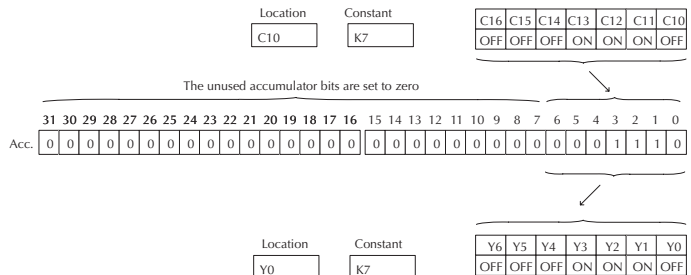 Location Constant
C10 K7
C16 C15 C14 C13 C12 C11 C10
OFF OFF OFF ON ON ON OFF
The unused accumulator bits are set to zero
31 30 29 28 27 26 25 24 23 22 21 20 19 18 17 16 15 14 13 12 11 10 9 8 7 6 5 4 3 2 1 0
Acc. 0 0 0 0 0 0 0 0 0 0 0 0 0 0 0 0 0 0 0 0 0 0 0 0 0 0 0 0 1 1 1 0
Location Constant
Y0 K7
Y6 Y5 Y4 Y3 Y2 Y1 Y0
OFF OFF OFF ON ON ON OFF